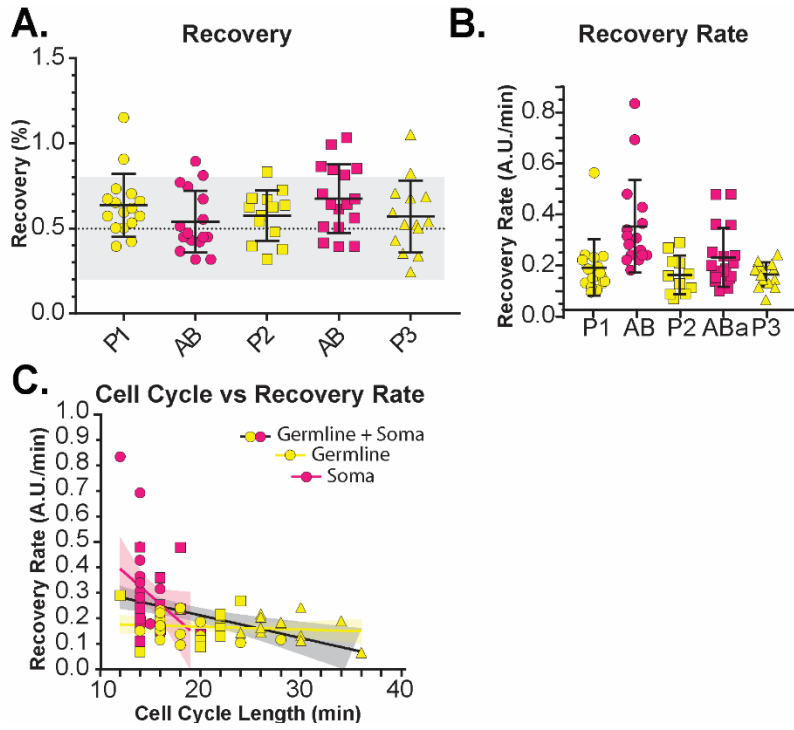 A.
Recovery
Recovery (%)
1.5
1.0
0.5
0.0
P1 AB P2 AB P3
B.
Recovery Rate
Recovery Rate (A.U./min)
0.8
0.6
0.4
0.2
0.0
P1 AB P2 ABa P3
C.
Cell Cycle vs Recovery Rate
Recovery Rate (A.U./min)
1.0
0.9
0.8
0.7
0.6
0.5
0.4
0.3
0.2
0.1
0.0
Germline + Soma
Germline
Soma
10 20 30 40
Cell Cycle Length (min)